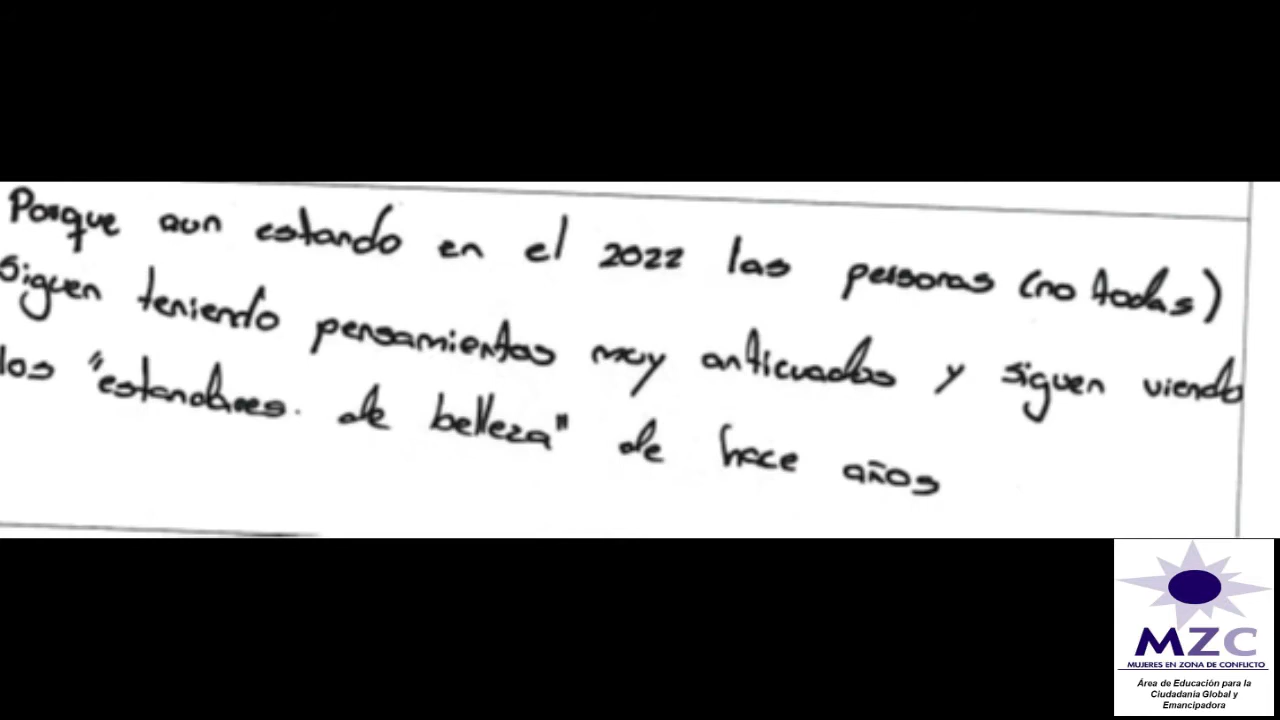 Porque aun estando en el 2022 las personas (no todas)
siguen teniendo pensamientos muy anticuados y siguen viendo
los "estandares de belleza" de hace años
MZC
MUJERES EN ZONA DE CONFLICTO
Área de Educación para la
Ciudadanía Global y
Emancipadora